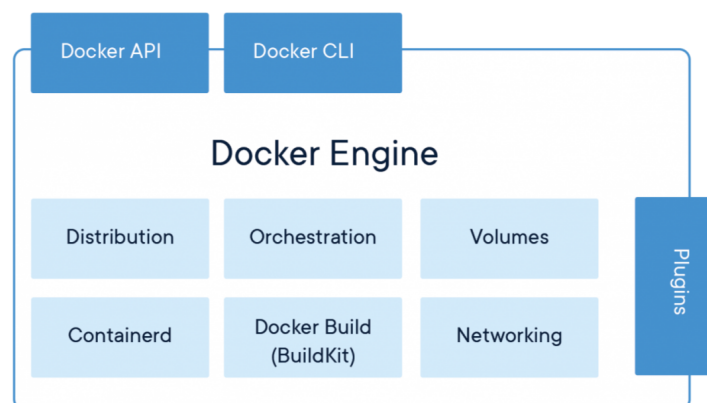 Docker API
Docker CLI
Docker Engine
Distribution
Orchestration
Volumes
Plugins
Containerd
Docker Build
(BuildKit)
Networking